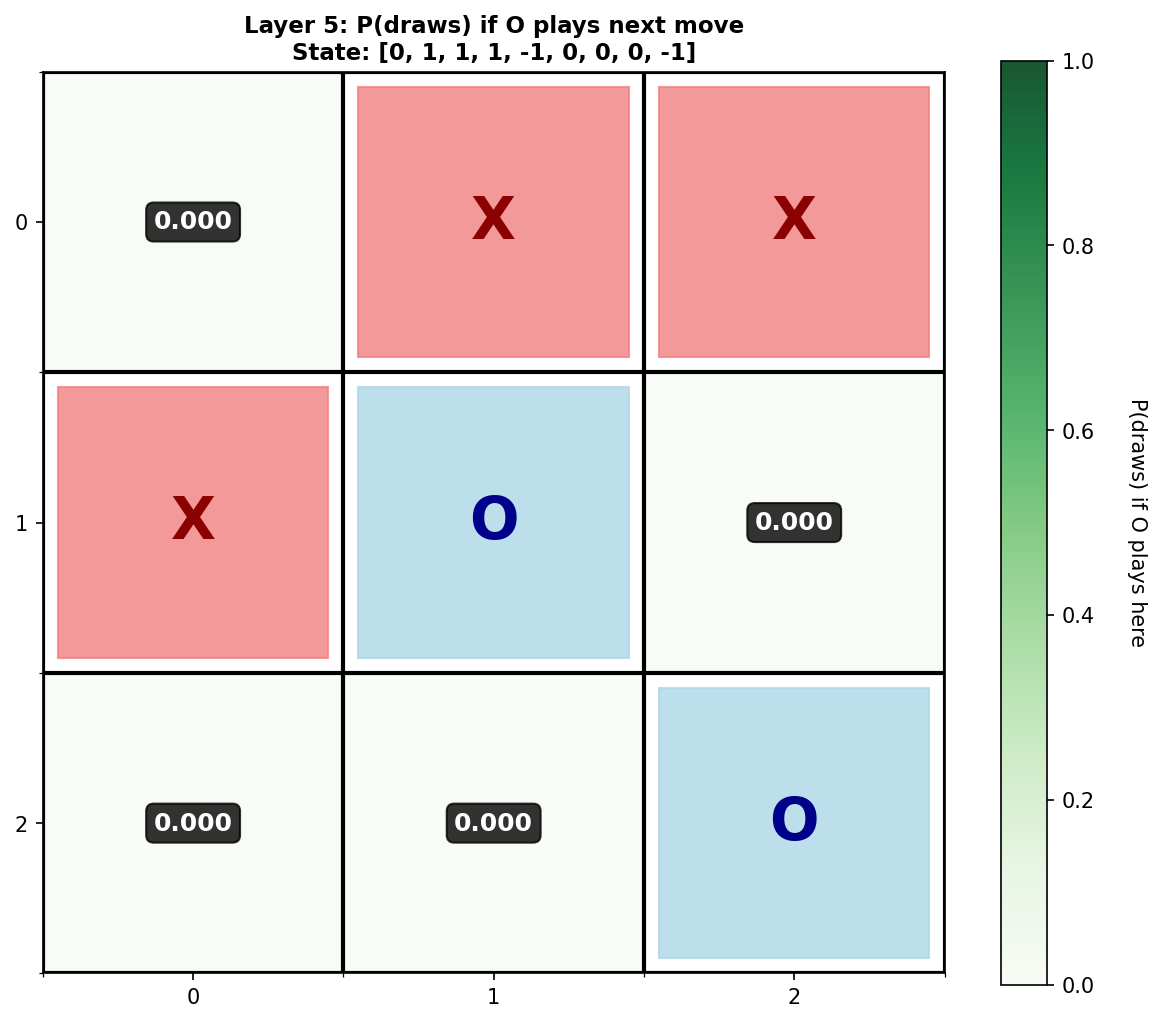 Layer 5: P(draws) if O plays next move
State: [0, 1, 1, 1, -1, 0, 0, 0, -1]
0
0.000
X
X
1
X
O
0.000
2
0.000
0.000
O
0
1
2
1.0
0.8
0.6
0.4
0.2
0.0
P(draws) if O plays here